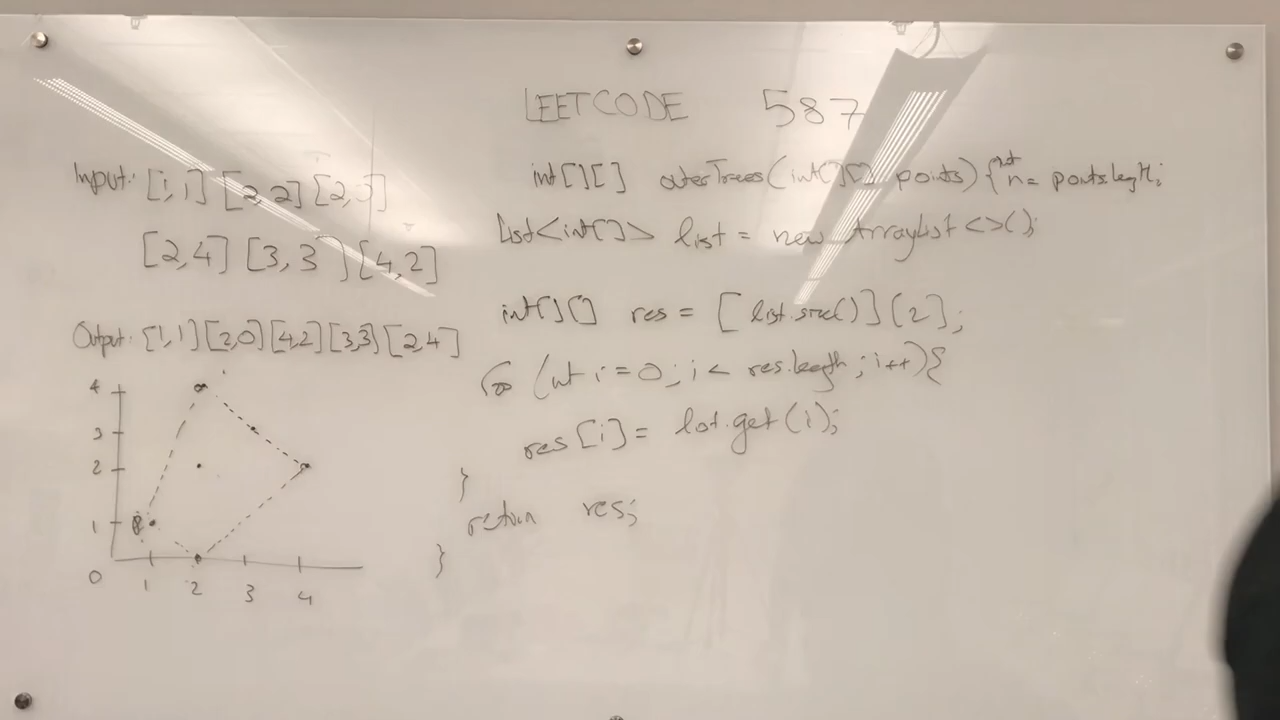 LEETCODE 587
Input: [1,1] [2,2] [2,3]
[2,4] [3,3] [4,2]
Output: [1,1] [2,0] [4,2] [3,3] [2,4]
4
3
2
1
0
1 2 3 4
int[][] outerTrees(int[][] points) { int n = points.length;
List<int[]> list = new ArrayList<>();
int[][] res = [list.size()][2];
for (int i = 0; i < res.length; i++) {
res[i] = list.get(i);
}
return res;
}